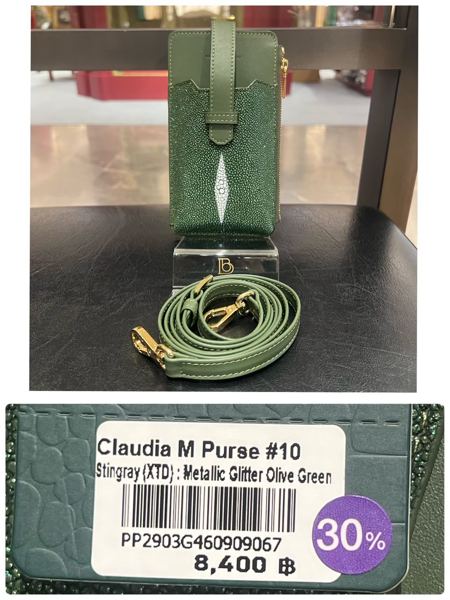 B
Claudia M Purse #10
Stingray (XTD) : Metallic Glitter Olive Green
PP2903G460909067
8,400 ฿
30%